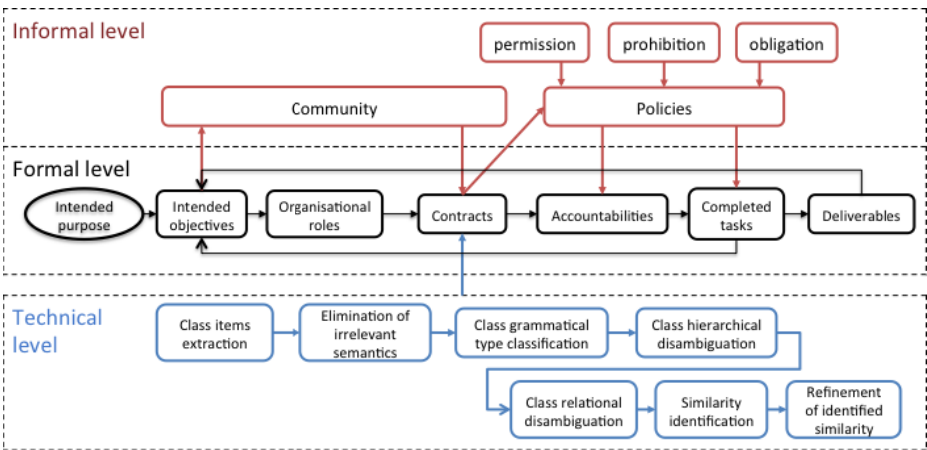 Informal level
permission
prohibition
obligation
Community
Policies
Formal level
Intended
purpose
Intended
objectives
Organisational
roles
Contracts
Accountabilities
Completed
tasks
Deliverables
Technical
level
Class items
extraction
Elimination of
irrelevant
semantics
Class grammatical
type classification
Class hierarchical
disambiguation
Class relational
disambiguation
Similarity
identification
Refinement
of identified
similarity